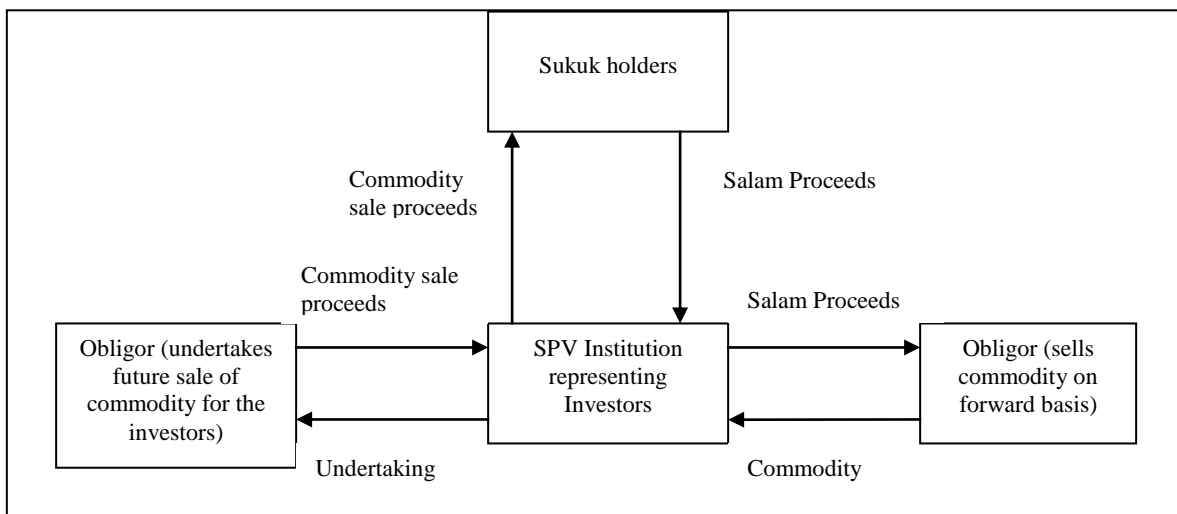 Sukuk holders
Commodity
sale proceeds
Salam Proceeds
Commodity sale
proceeds
Salam Proceeds
Obligor (undertakes
future sale of
commodity for the
investors)
SPV Institution
representing
Investors
Obligor (sells
commodity on
forward basis)
Undertaking
Commodity